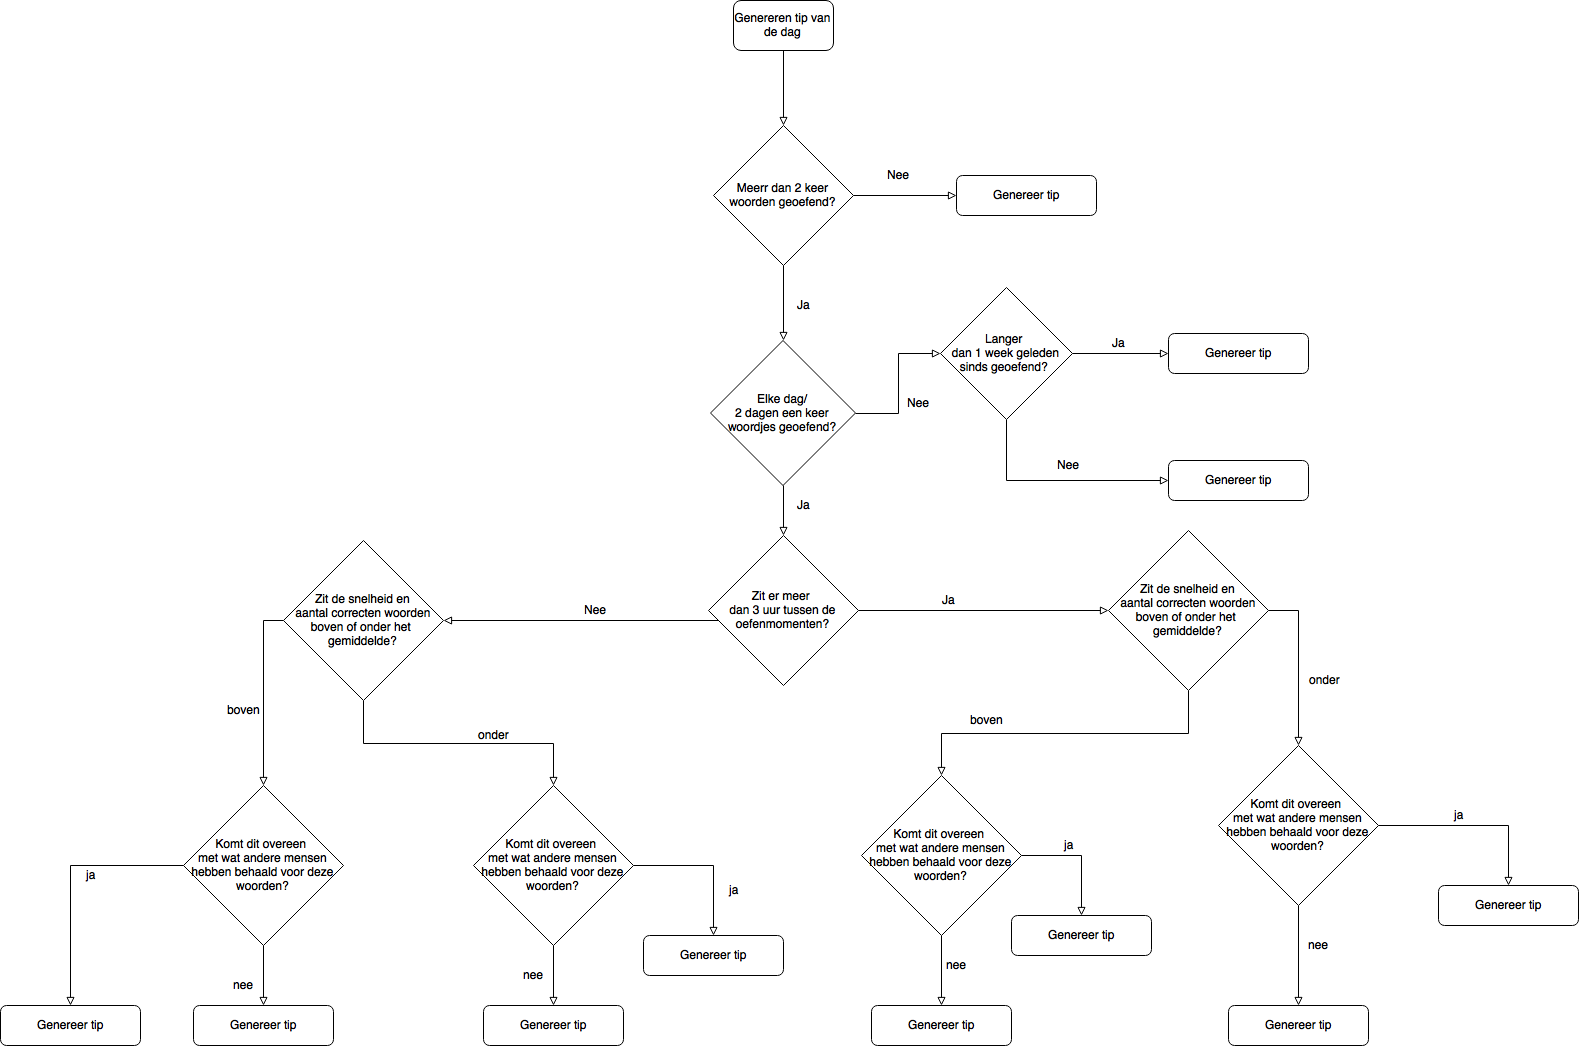 Genereren tip van
de dag
Meerr dan 2 keer
woorden geoefend?
Nee
Genereer tip
Ja
Langer
dan 1 week geleden
sinds geoefend?
Ja
Genereer tip
Elke dag/
2 dagen een keer
woordjes geoefend?
Nee
Nee
Genereer tip
Ja
Zit de snelheid en
aantal correcten woorden
boven of onder het
gemiddelde?
Nee
Zit er meer
dan 3 uur tussen de
oefenmomenten?
Ja
Zit de snelheid en
aantal correcten woorden
boven of onder het
gemiddelde?
boven
onder
boven
onder
Komt dit overeen
met wat andere mensen
hebben behaald voor deze
woorden?
Komt dit overeen
met wat andere mensen
hebben behaald voor deze
woorden?
Komt dit overeen
met wat andere mensen
hebben behaald voor deze
woorden?
Komt dit overeen
met wat andere mensen
hebben behaald voor deze
woorden?
ja
ja
ja
ja
Genereer tip
Genereer tip
Genereer tip
nee
nee
nee
nee
Genereer tip
Genereer tip
Genereer tip
Genereer tip
Genereer tip